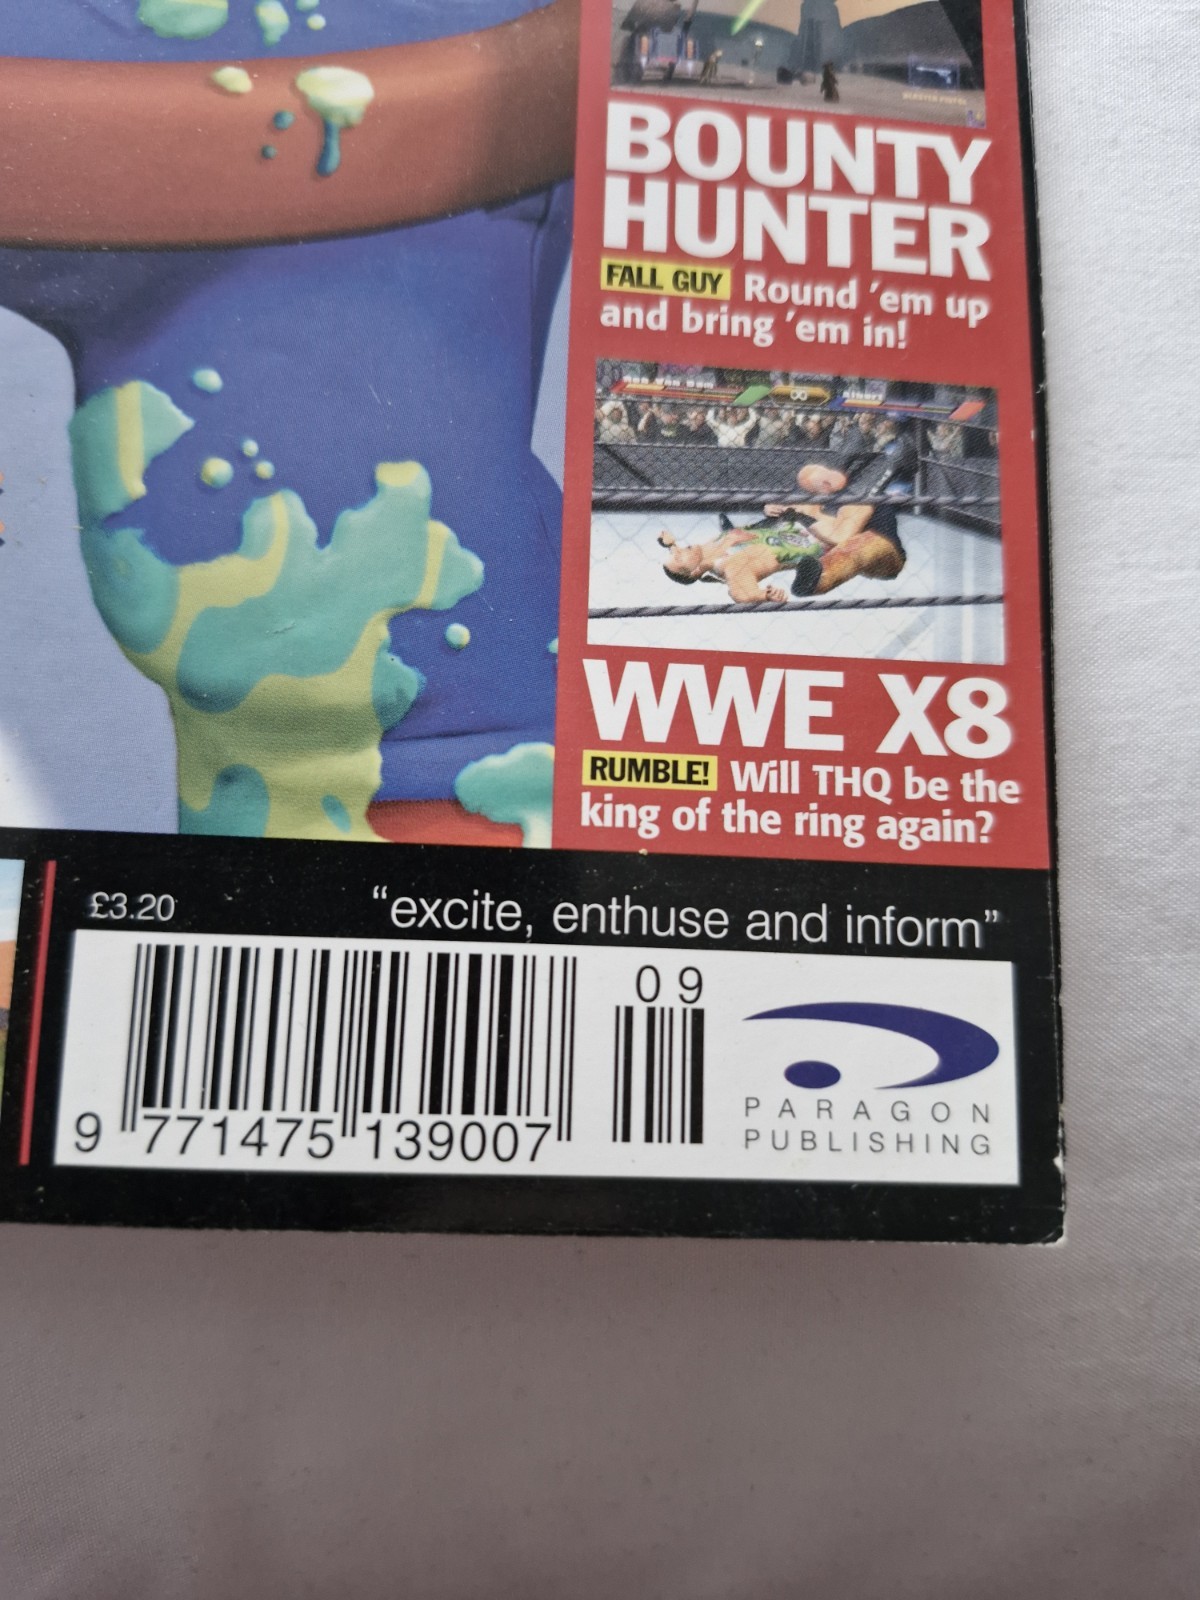 BOUNTY
HUNTER
FALL GUY Round 'em up
and bring 'em in!
WWE X8
RUMBLE! Will THQ be the
king of the ring again?
£3.20
“excite, enthuse and inform”
09
9 771475 139007
PARAGON
PUBLISHING